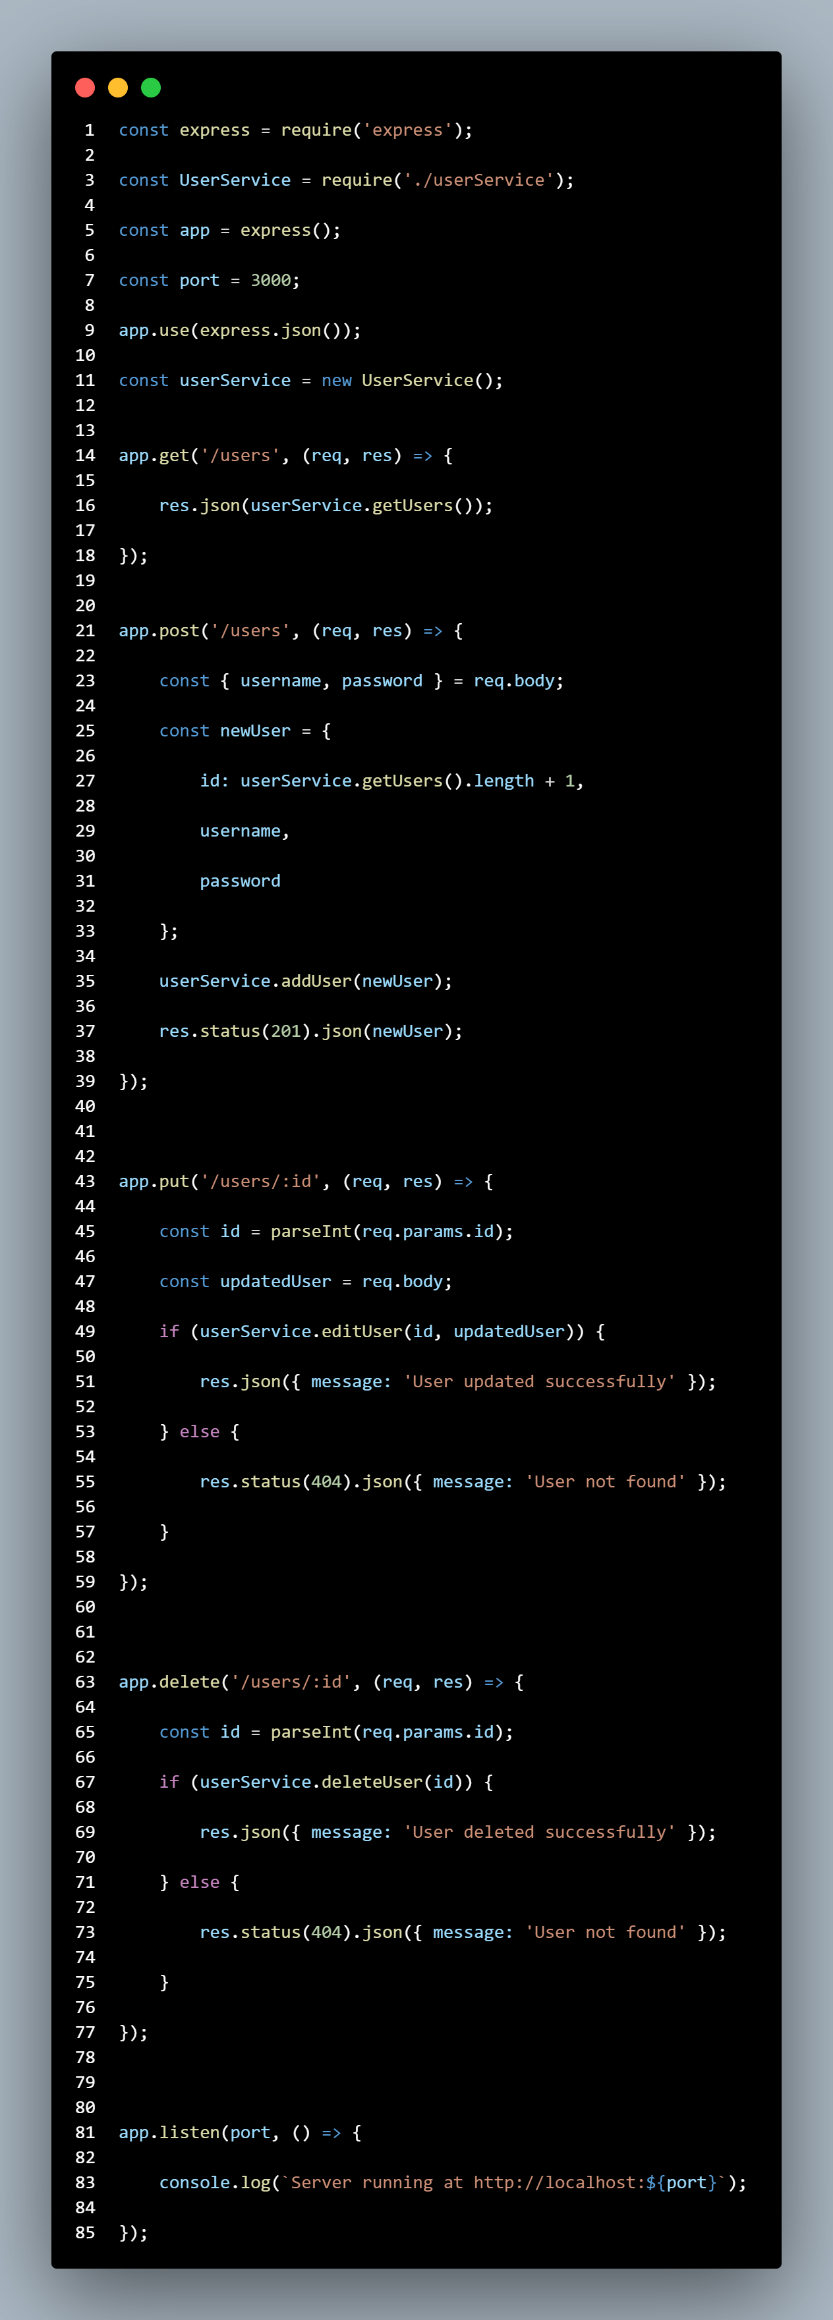 1 const express = require('express');
2
3 const UserService = require('./userService');
4
5 const app = express();
6
7 const port = 3000;
8
9 app.use(express.json());
10
11 const userService = new UserService();
12
13
14 app.get('/users', (req, res) => {
15
16     res.json(userService.getUsers());
17
18 });
19
20
21 app.post('/users', (req, res) => {
22
23     const { username, password } = req.body;
24
25     const newUser = {
26
27         id: userService.getUsers().length + 1,
28
29         username,
30
31         password
32
33     };
34
35     userService.addUser(newUser);
36
37     res.status(201).json(newUser);
38
39 });
40
41
42
43 app.put('/users/:id', (req, res) => {
44
45     const id = parseInt(req.params.id);
46
47     const updatedUser = req.body;
48
49     if (userService.editUser(id, updatedUser)) {
50
51         res.json({ message: 'User updated successfully' });
52
53     } else {
54
55         res.status(404).json({ message: 'User not found' });
56
57     }
58
59 });
60
61
62
63 app.delete('/users/:id', (req, res) => {
64
65     const id = parseInt(req.params.id);
66
67     if (userService.deleteUser(id)) {
68
69         res.json({ message: 'User deleted successfully' });
70
71     } else {
72
73         res.status(404).json({ message: 'User not found' });
74
75     }
76
77 });
78
79
80
81 app.listen(port, () => {
82
83     console.log(`Server running at http://localhost:${port}`);
84
85 });